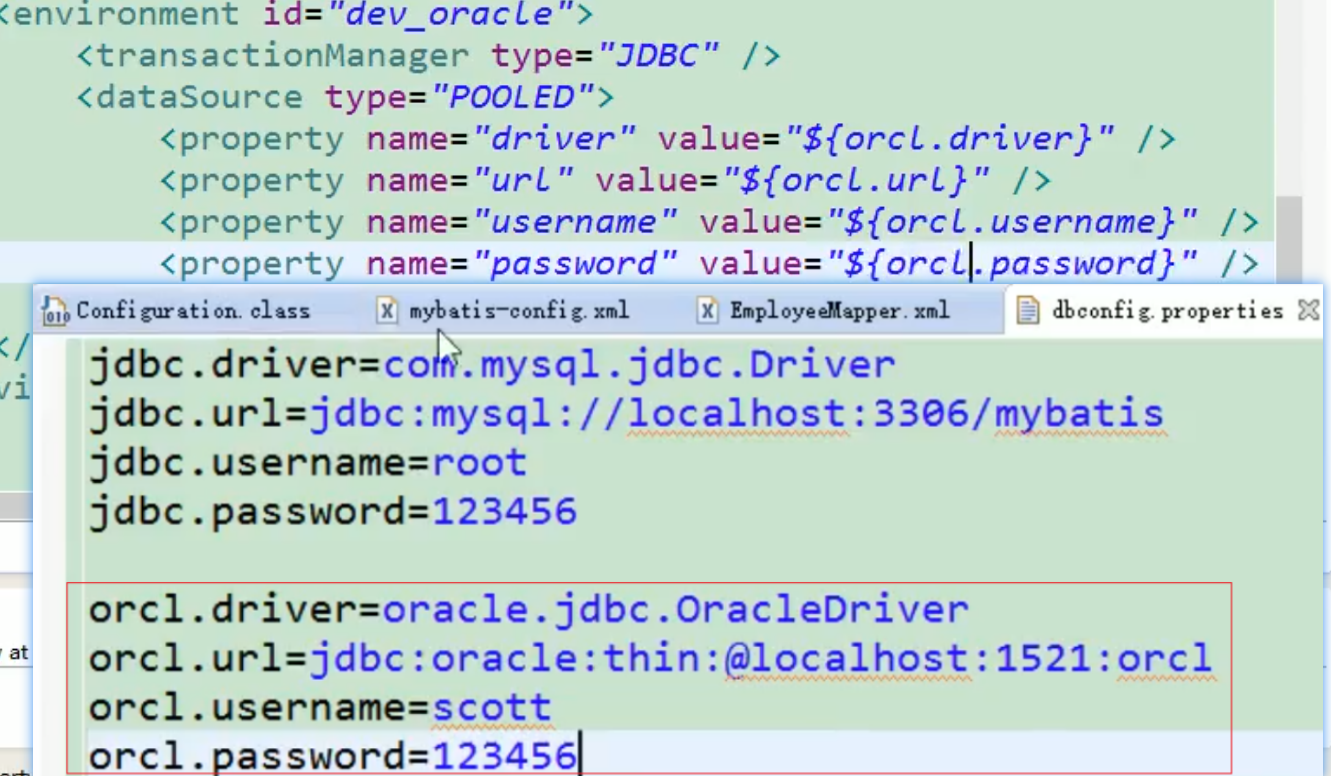 <environment id="dev_oracle">
<transactionManager type="JDBC" />
<dataSource type="POOLED">
<property name="driver" value="${orcl.driver}" />
<property name="url" value="${orcl.url}" />
<property name="username" value="${orcl.username}" />
<property name="password" value="${orcl.password}" />
Configuration.class mybatis-config.xml EmployeeMapper.xml dbconfig.properties
</
vi
jdbc.driver=com.mysql.jdbc.Driver
jdbc.url=jdbc:mysql://localhost:3306/mybatis
jdbc.username=root
jdbc.password=123456
orcl.driver=oracle.jdbc.OracleDriver
at
orcl.url=jdbc:oracle:thin:@localhost:1521:orcl
orcl.username=scott
orcl.password=123456